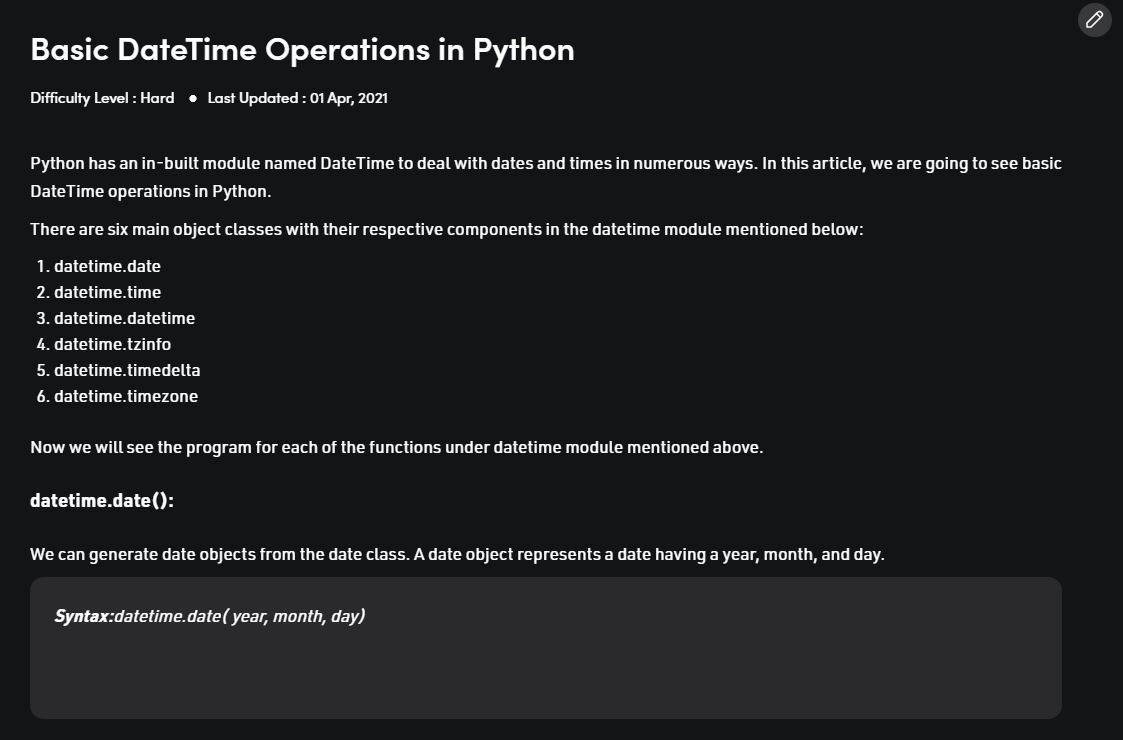 Basic DateTime Operations in Python
Difficulty Level : Hard ● Last Updated : 01 Apr, 2021
Python has an in-built module named DateTime to deal with dates and times in numerous ways. In this article, we are going to see basic
DateTime operations in Python.
There are six main object classes with their respective components in the datetime module mentioned below:
1. datetime.date
2. datetime.time
3. datetime.datetime
4. datetime.tzinfo
5. datetime.timedelta
6. datetime.timezone
Now we will see the program for each of the functions under datetime module mentioned above.
datetime.date():
We can generate date objects from the date class. A date object represents a date having a year, month, and day.
Syntax:datetime.date( year, month, day)